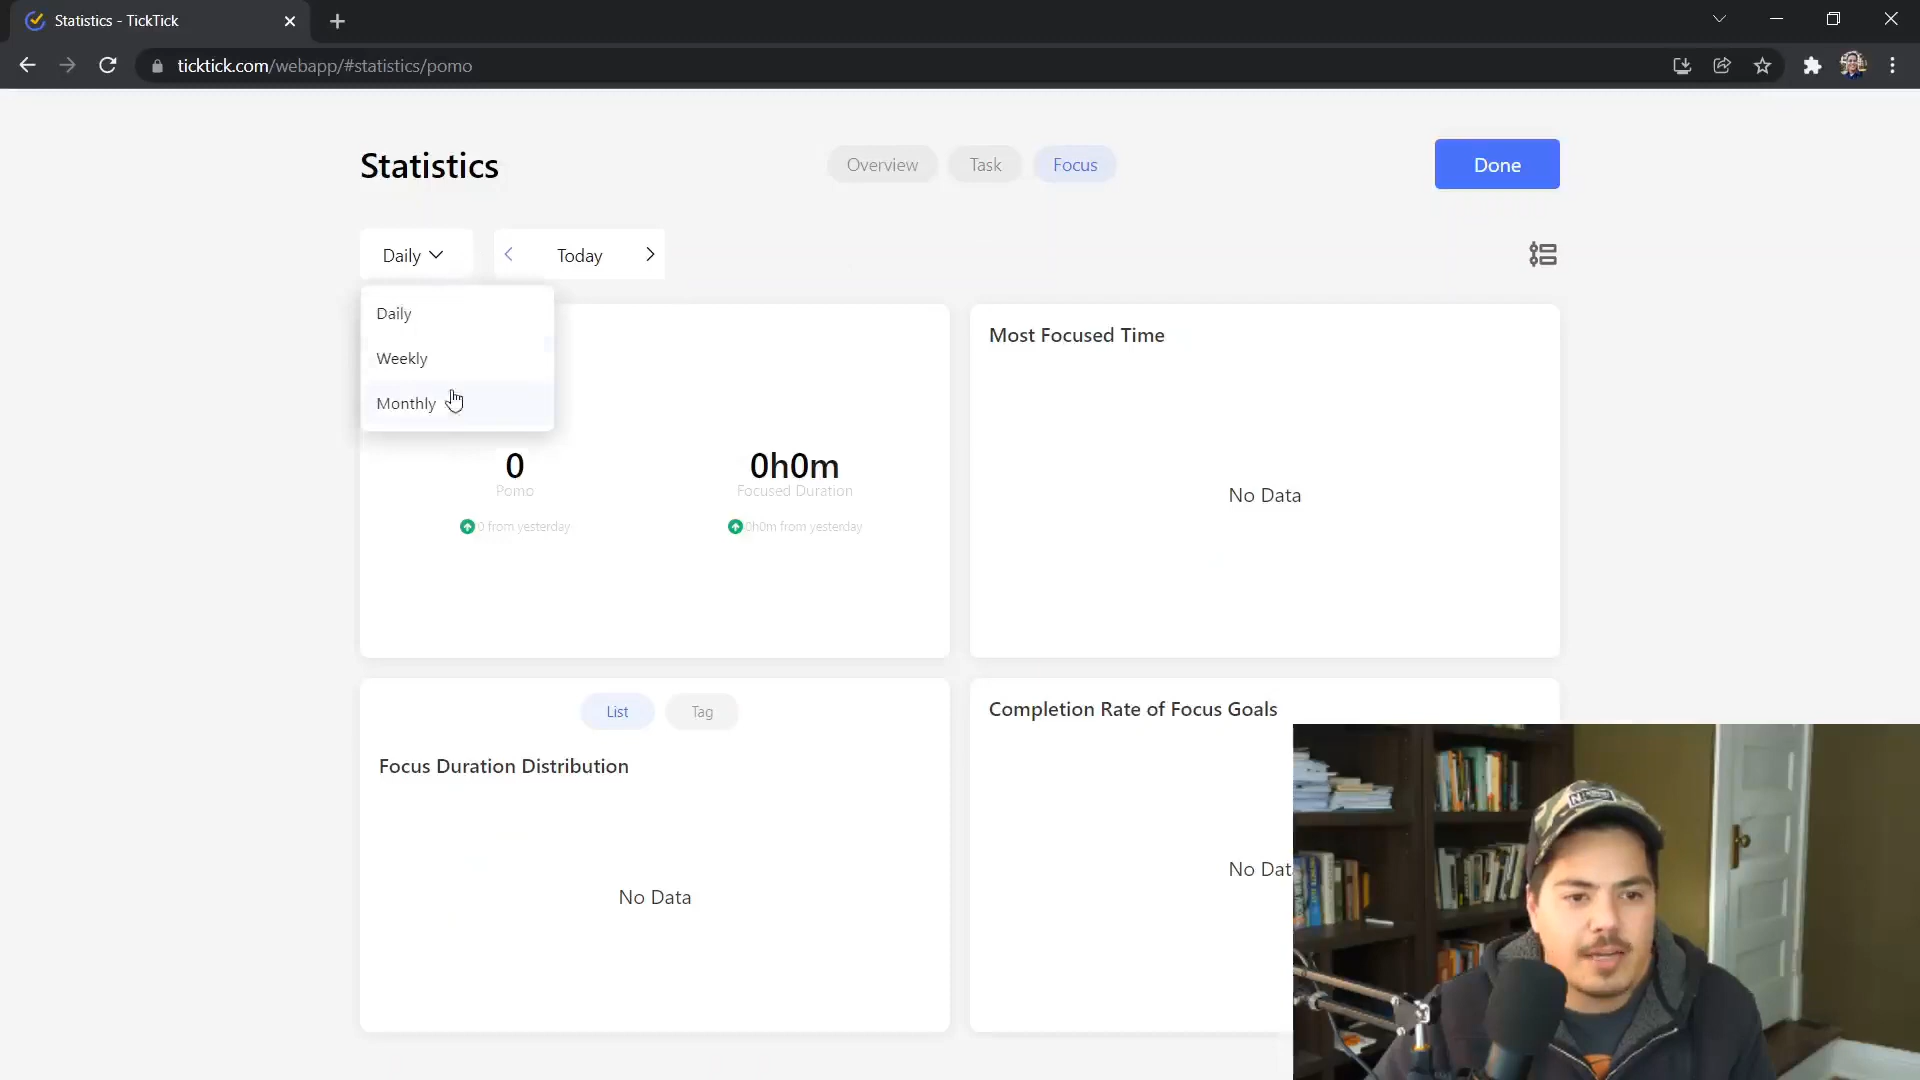 Statistics - TickTick
ticktick.com/webapp/#statistics/pomo
Statistics
Overview
Task
Focus
Done
Daily
Today
Daily
Weekly
Monthly
0
Pomo
0 from yesterday
0h0m
Focused Duration
0h0m from yesterday
Most Focused Time
No Data
List
Tag
Focus Duration Distribution
No Data
Completion Rate of Focus Goals
No Dat